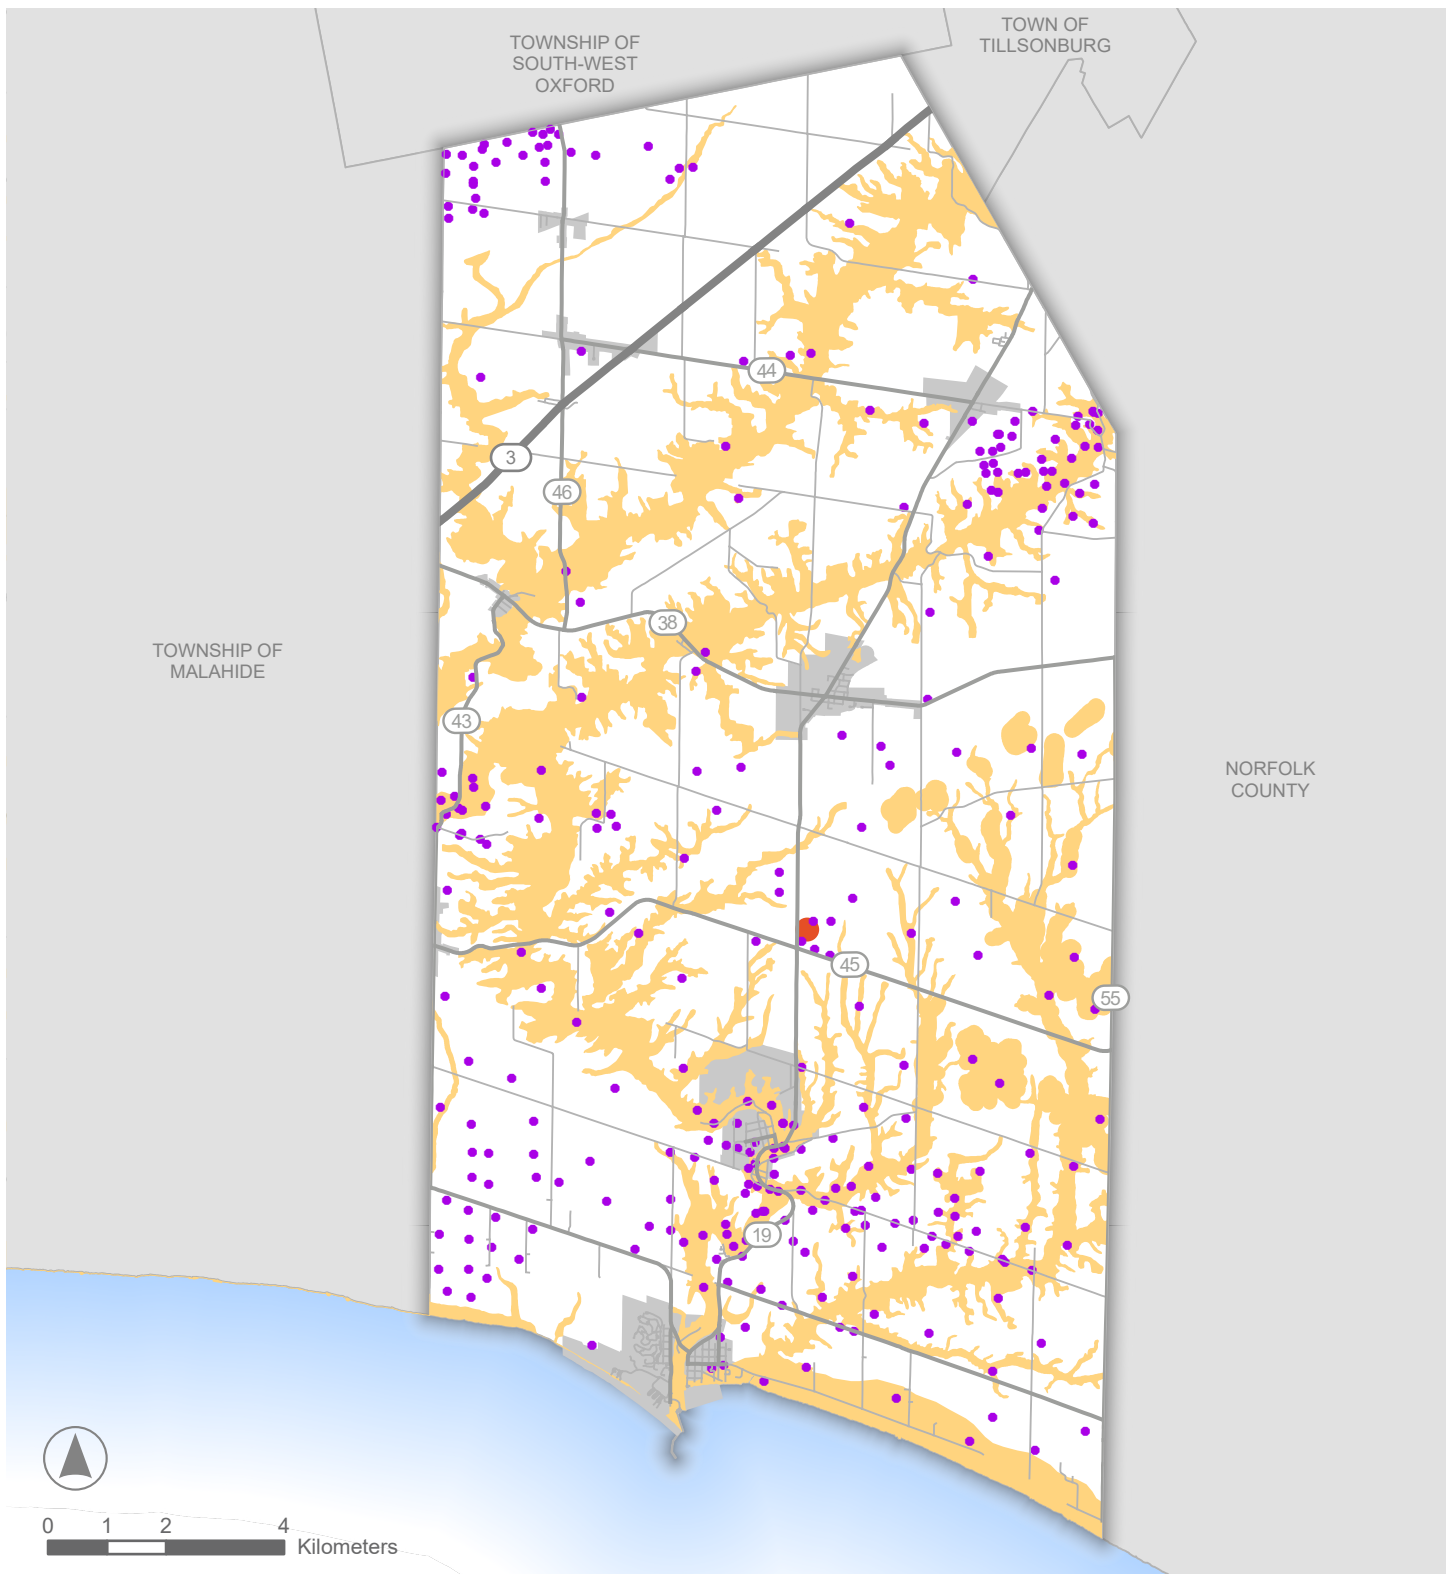 TOWNSHIP OF
SOUTH-WEST
OXFORD
TOWN OF
TILLSONBURG
44
3
46
38
TOWNSHIP OF
MALAHIDE
43
NORFOLK
COUNTY
45
55
19
0 1 2 4
Kilometers